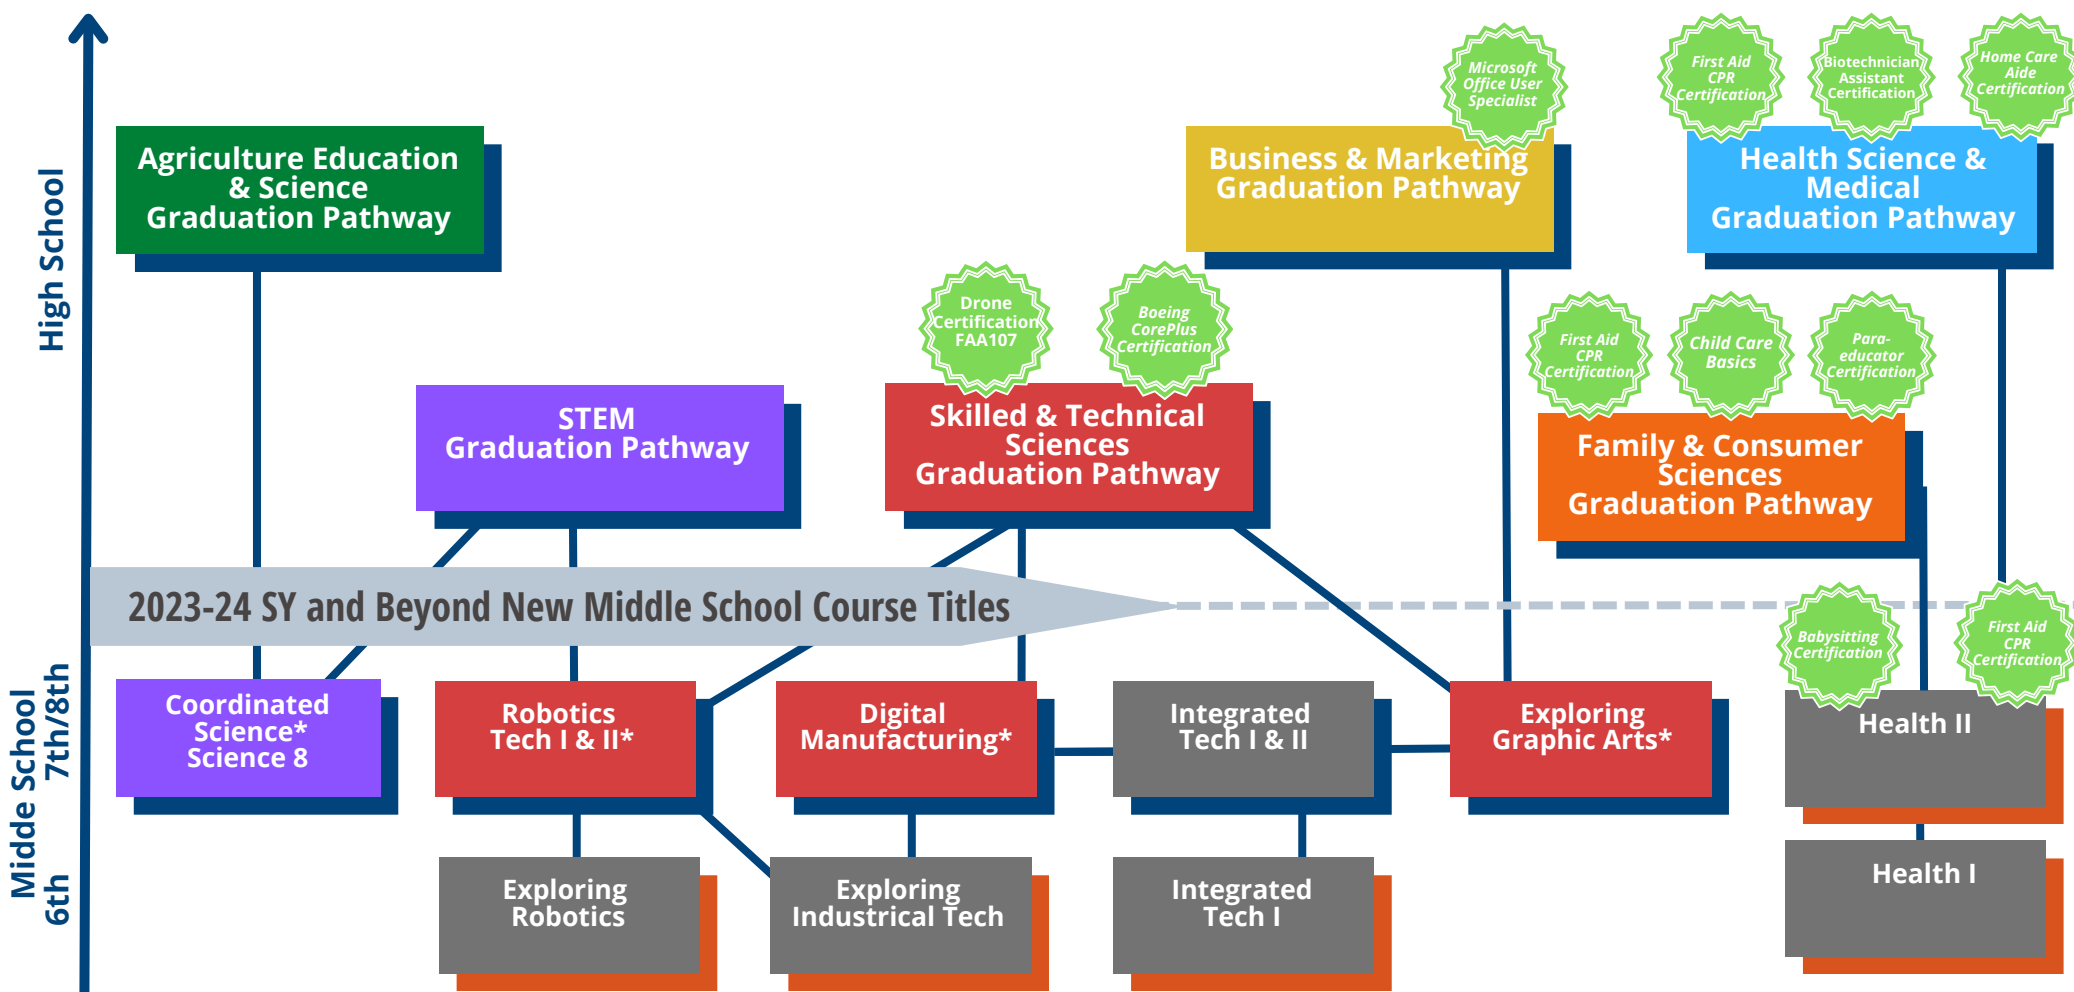 Microsoft
Office User
Specialist
First Aid
CPR
Certification
Biotechnician
Assistant
Certification
Home Care
Aide
Certification
High School
Agriculture Education
& Science
Graduation Pathway
Business & Marketing
Graduation Pathway
Health Science &
Medical
Graduation Pathway
Drone
Certification
FAA107
Boeing
CorePlus
Certification
First Aid
CPR
Certification
Child Care
Basics
Para-
educator
Certification
STEM
Graduation Pathway
Skilled & Technical
Sciences
Graduation Pathway
Family & Consumer
Sciences
Graduation Pathway
2023-24 SY and Beyond New Middle School Course Titles
Babysitting
Certification
First Aid
CPR
Certification
Midde School
7th/8th
6th
Coordinated
Science*
Science 8
Robotics
Tech I & II*
Digital
Manufacturing*
Integrated
Tech I & II
Exploring
Graphic Arts*
Health II
Exploring
Robotics
Exploring
Industrical Tech
Integrated
Tech I
Health I